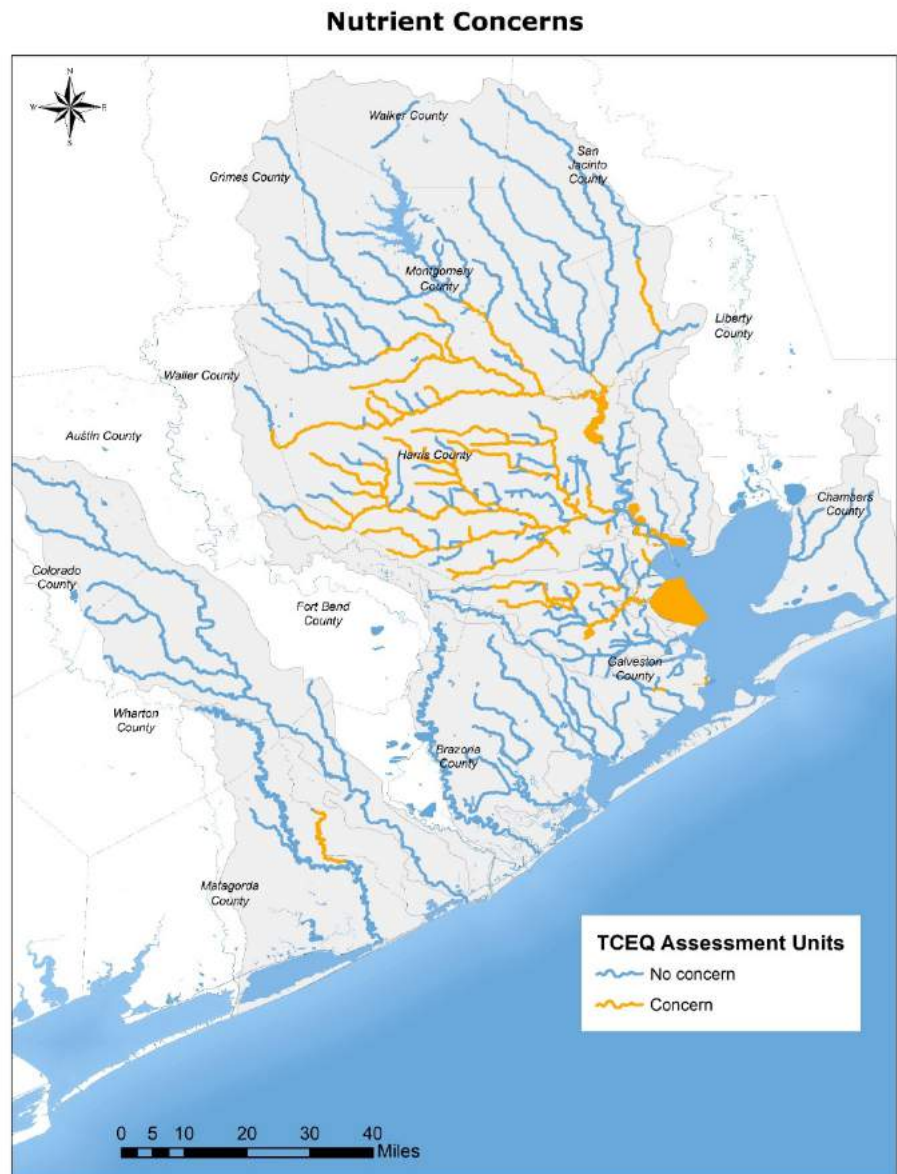 Nutrient Concerns
N
W
E
S
Walker County
San
Jacinto
County
Grimes County
Montgomery
County
Liberty
County
Waller County
Austin County
Harris County
Chambers
County
Colorado
County
Fort Bend
County
Galveston
County
Wharton
County
Brazoria
County
Matagorda
County
TCEQ Assessment Units
No concern
Concern
0 5 10 20 30 40
Miles